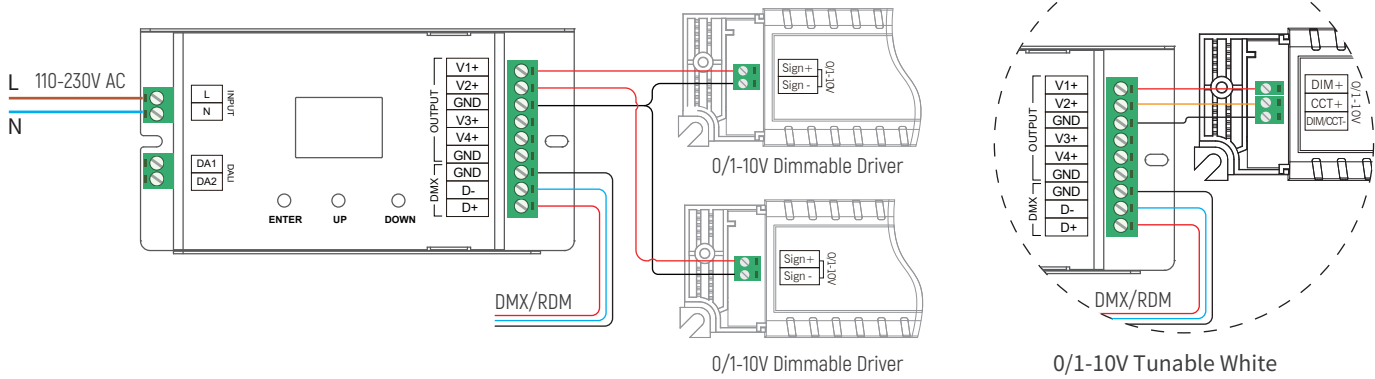 L 110-230V AC
N
L
N
INPUT
DA1
DA2
DALI
ENTER UP DOWN
OUTPUT
DMX
V1+
V2+
GND
V3+
V4+
GND
GND
D-
D+
DMX/RDM
Sign+
Sign -
0/1-10V
0/1-10V Dimmable Driver
Sign+
Sign -
0/1-10V
0/1-10V Dimmable Driver
OUTPUT
DMX
V1+
V2+
GND
V3+
V4+
GND
GND
D-
D+
DMX/RDM
DIM+
CCT+
DIM/CCT-
0/1-10V
0/1-10V Tunable White